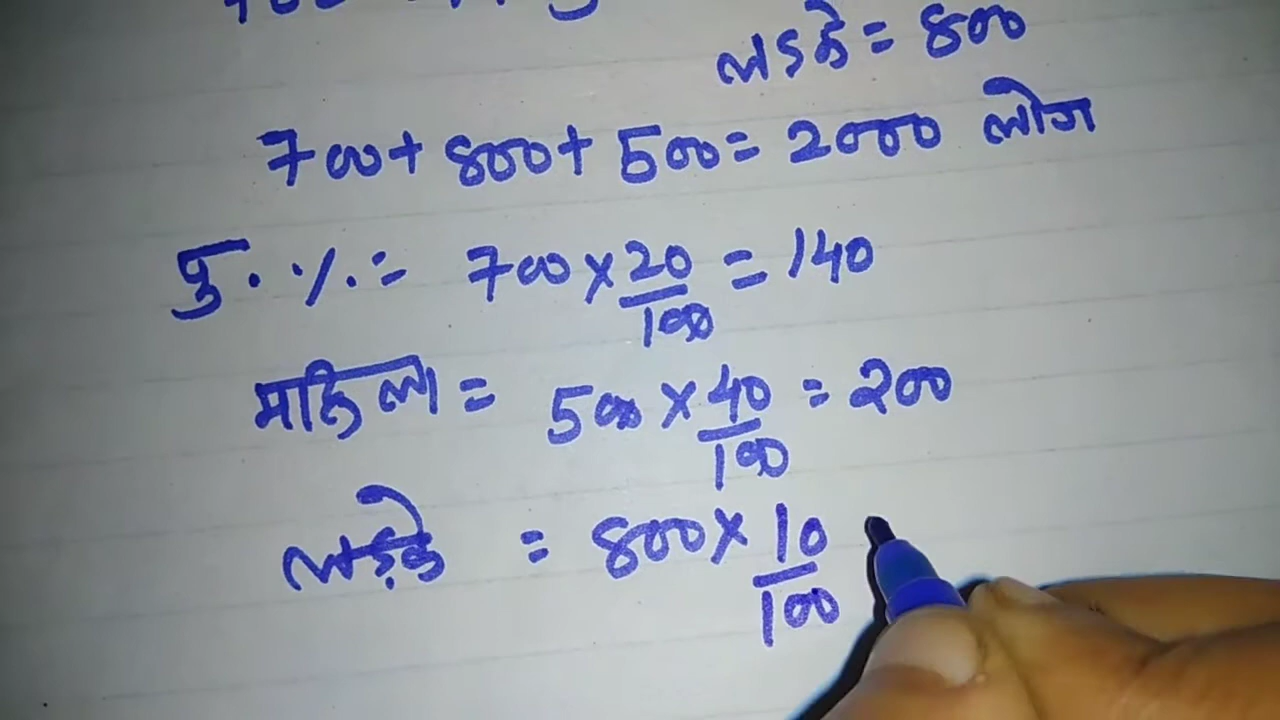 लड़के = 800
700 + 800 + 500 = 2000 लोग
पु. %.= 700 × 20/100 = 140
महिला = 500 × 40/100 = 200
लड़के = 800 × 10/100